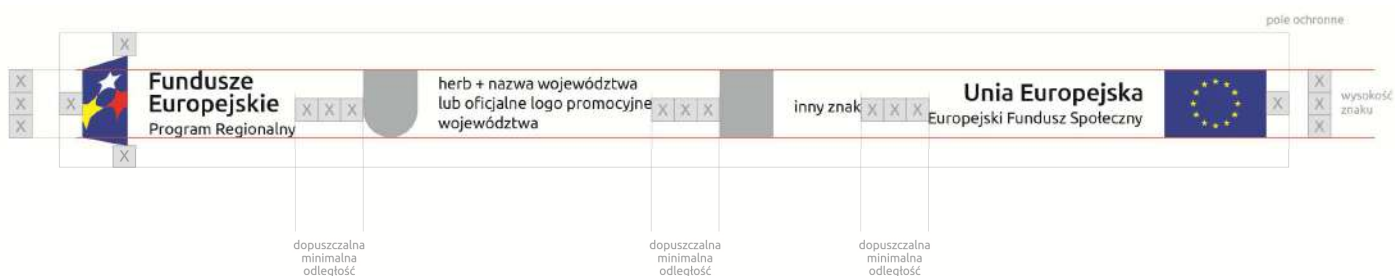 pole ochronne
X
X
X
X
X
X
Fundusze
Europejskie
Program Regionalny
X X X
herb + nazwa województwa
lub oficjalne logo promocyjne
województwa
X X X
inny znak
X X X
Unia Europejska
Europejski Fundusz Społeczny
X
X
X
X
wysokość
znaku
dopuszczalna
minimalna
odległość
dopuszczalna
minimalna
odległość
dopuszczalna
minimalna
odległość